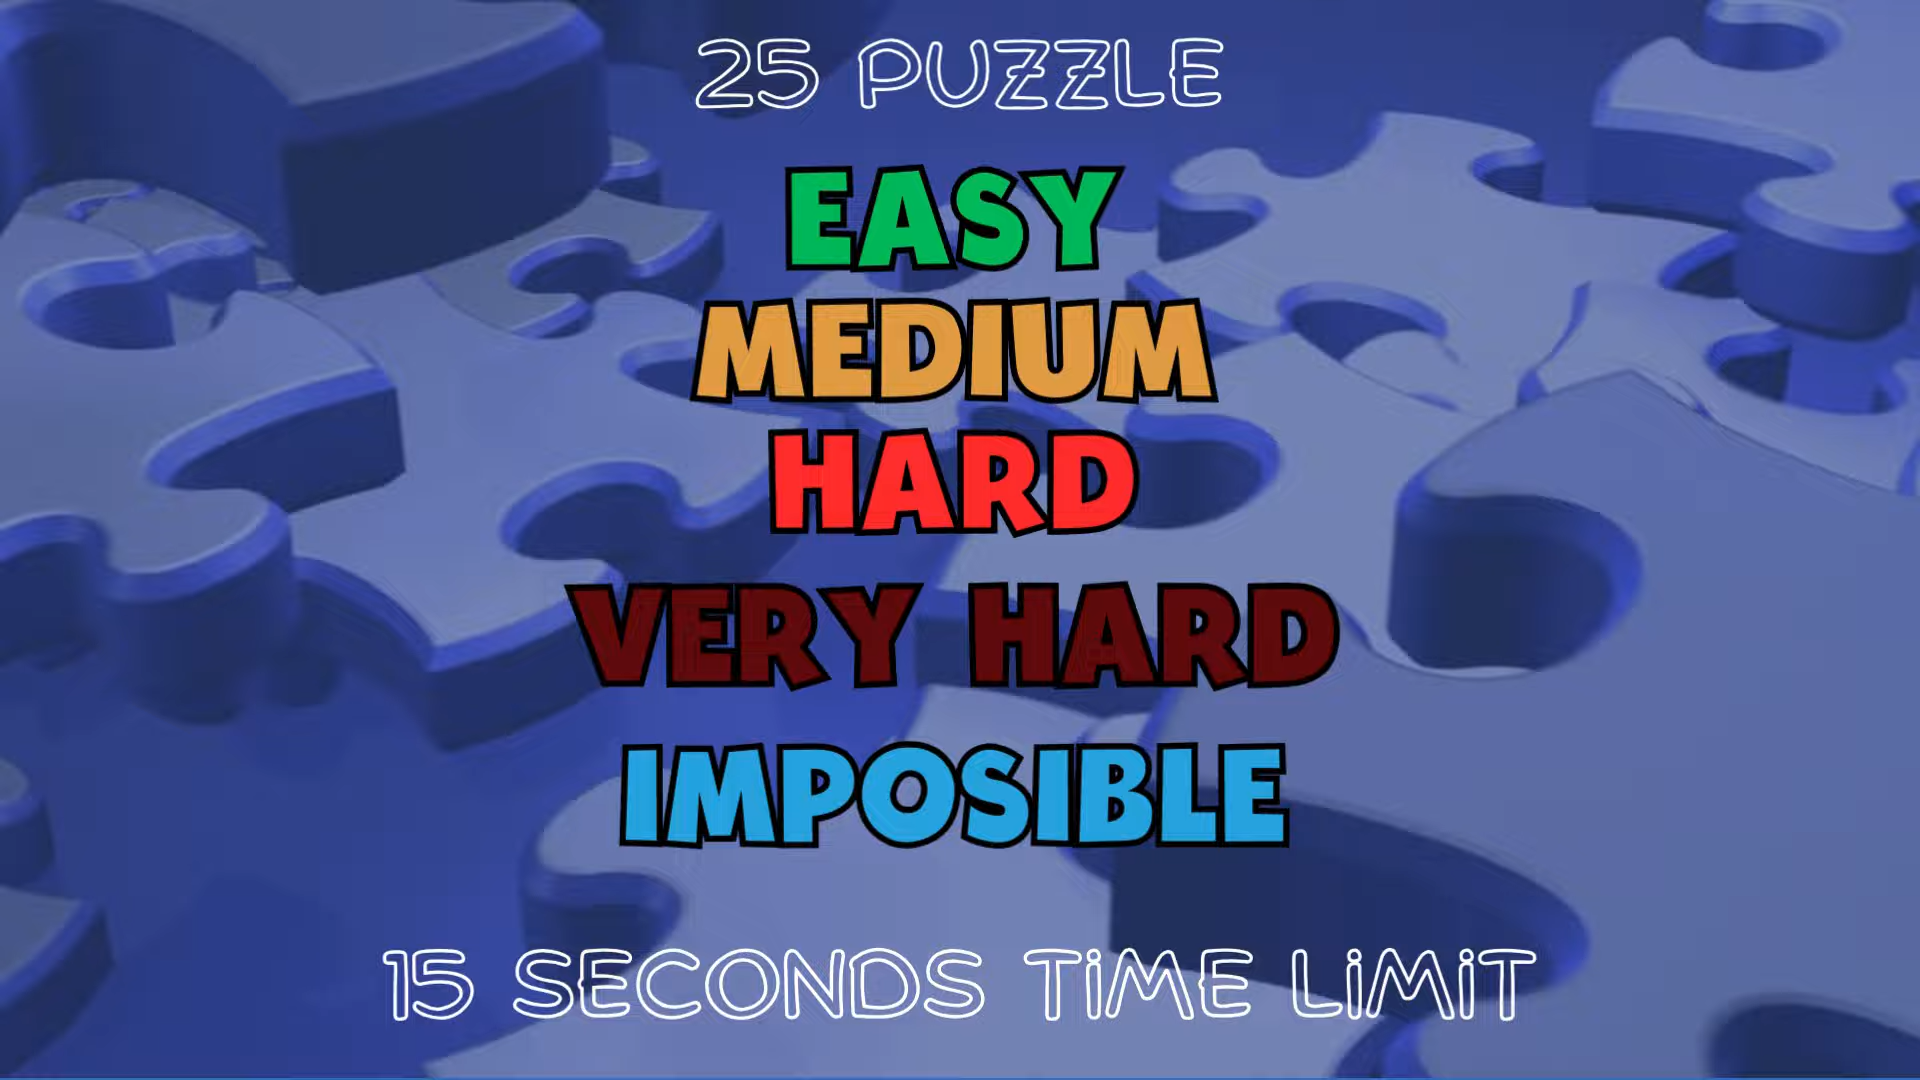 25 PUZZLE
EASY
MEDIUM
HARD
VERY HARD
IMPOSIBLE
15 SECONDS TIME LIMIT